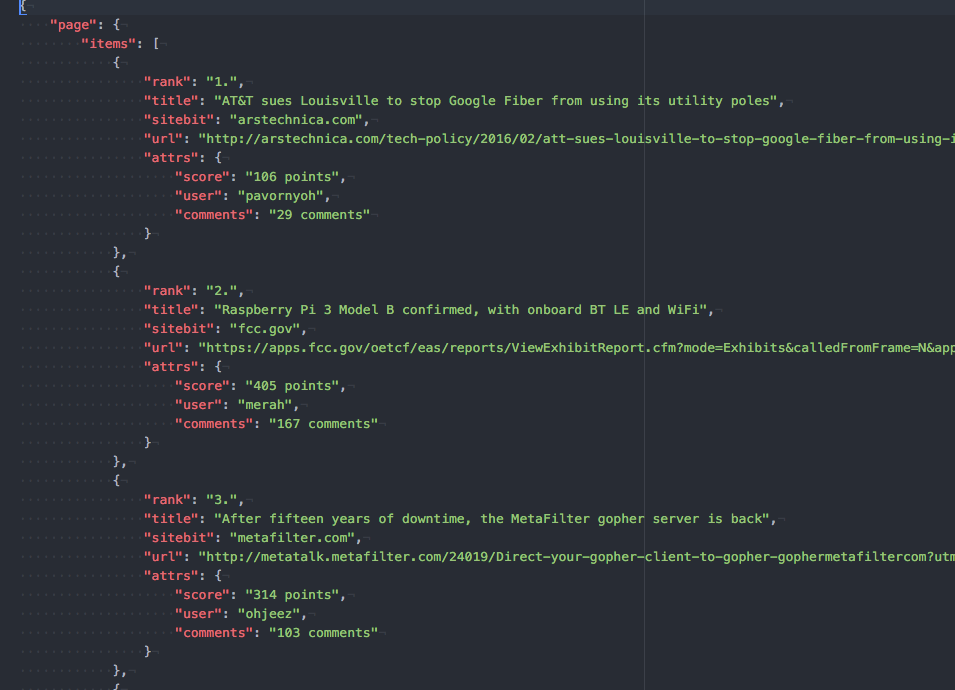 {
"page": {
"items": [
{
"rank": "1.",
"title": "AT&T sues Louisville to stop Google Fiber from using its utility poles",
"sitebit": "arstechnica.com",
"url": "http://arstechnica.com/tech-policy/2016/02/att-sues-louisville-to-stop-google-fiber-from-using-i
"attrs": {
"score": "106 points",
"user": "pavornyoh",
"comments": "29 comments"
}
},
{
"rank": "2.",
"title": "Raspberry Pi 3 Model B confirmed, with onboard BT LE and WiFi",
"sitebit": "fcc.gov",
"url": "https://apps.fcc.gov/oetcf/eas/reports/ViewExhibitReport.cfm?mode=Exhibits&calledFromFrame=N&app
"attrs": {
"score": "405 points",
"user": "merah",
"comments": "167 comments"
}
},
{
"rank": "3.",
"title": "After fifteen years of downtime, the MetaFilter gopher server is back",
"sitebit": "metafilter.com",
"url": "http://metatalk.metafilter.com/24019/Direct-your-gopher-client-to-gopher-gophermetafiltercom?utm
"attrs": {
"score": "314 points",
"user": "ohjeez",
"comments": "103 comments"
}
},
{